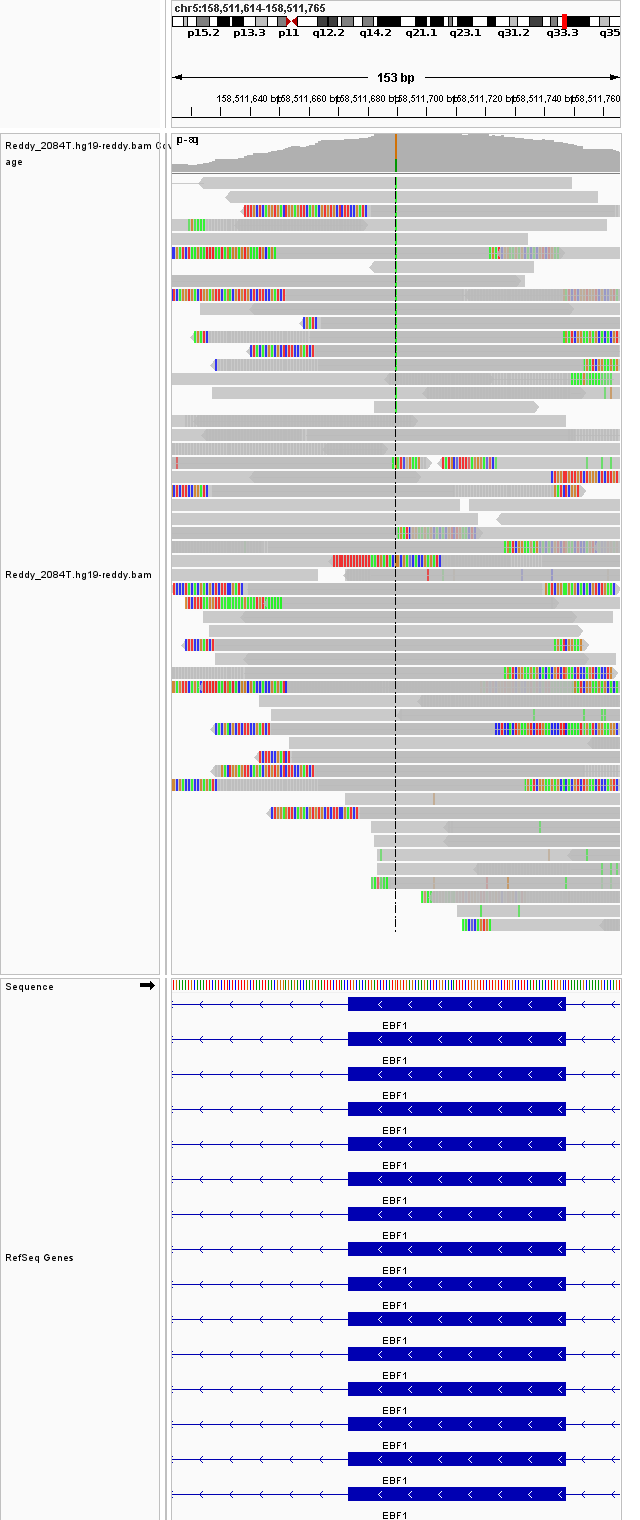 chr5:158,511,614-158,511,765
p15.2 p13.3 p11 q12.2 q14.2 q21.1 q23.1 q31.2 q33.3 q35
153 bp
158,511,640 bp 158,511,660 bp 158,511,680 bp 158,511,700 bp 158,511,720 bp 158,511,740 bp 158,511,760
Reddy_2084T.hg19-reddy.bam Cov
age
Reddy_2084T.hg19-reddy.bam
Sequence
EBF1
EBF1
EBF1
EBF1
EBF1
EBF1
EBF1
RefSeq Genes
EBF1
EBF1
EBF1
EBF1
EBF1
EBF1
EBF1
EBF1